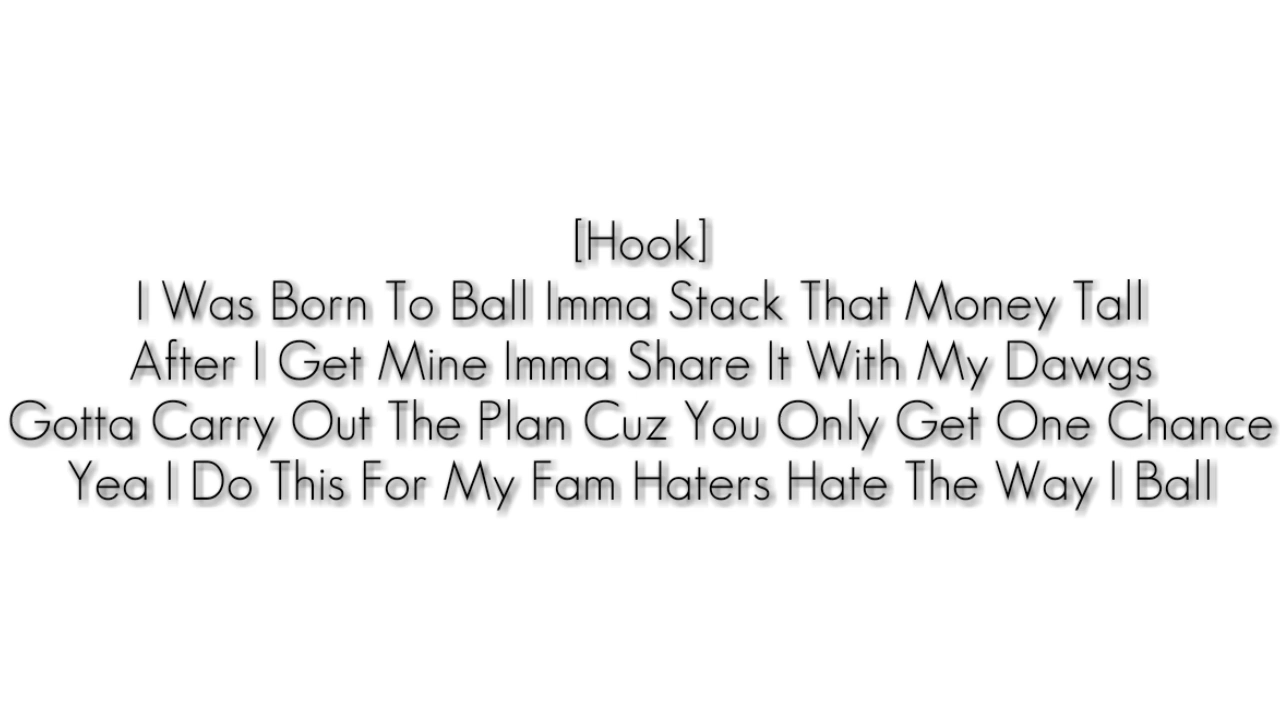 [Hook]
I Was Born To Ball Imma Stack That Money Tall
After I Get Mine Imma Share It With My Dawgs
Gotta Carry Out The Plan Cuz You Only Get One Chance
Yea I Do This For My Fam Haters Hate The Way I Ball